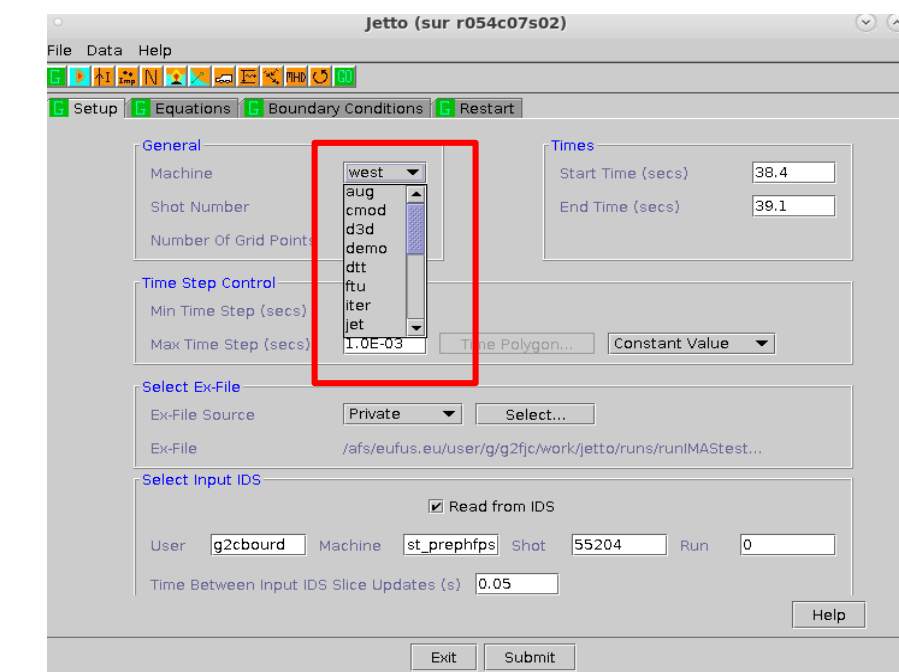 Jetto (sur r054c07s02)
File Data Help
G N MHD GO
G Setup G Equations G Boundary Conditions G Restart
General Times
Machine west Start Time (secs) 38.4
aug
Shot Number cmod End Time (secs) 39.1
d3d
Number Of Grid Points demo
dtt
Time Step Control ftu
Min Time Step (secs) iter
jet
Max Time Step (secs) 1.0E-03 Time Polygon... Constant Value
Select Ex-File
Ex-File Source Private Select...
Ex-File /afs/eufus.eu/user/g/g2fjc/work/jetto/runs/runIMAStest...
Select Input IDS
Read from IDS
User g2cbourd Machine st_prephfps Shot 55204 Run 0
Time Between Input IDS Slice Updates (s) 0.05
Help
Exit Submit